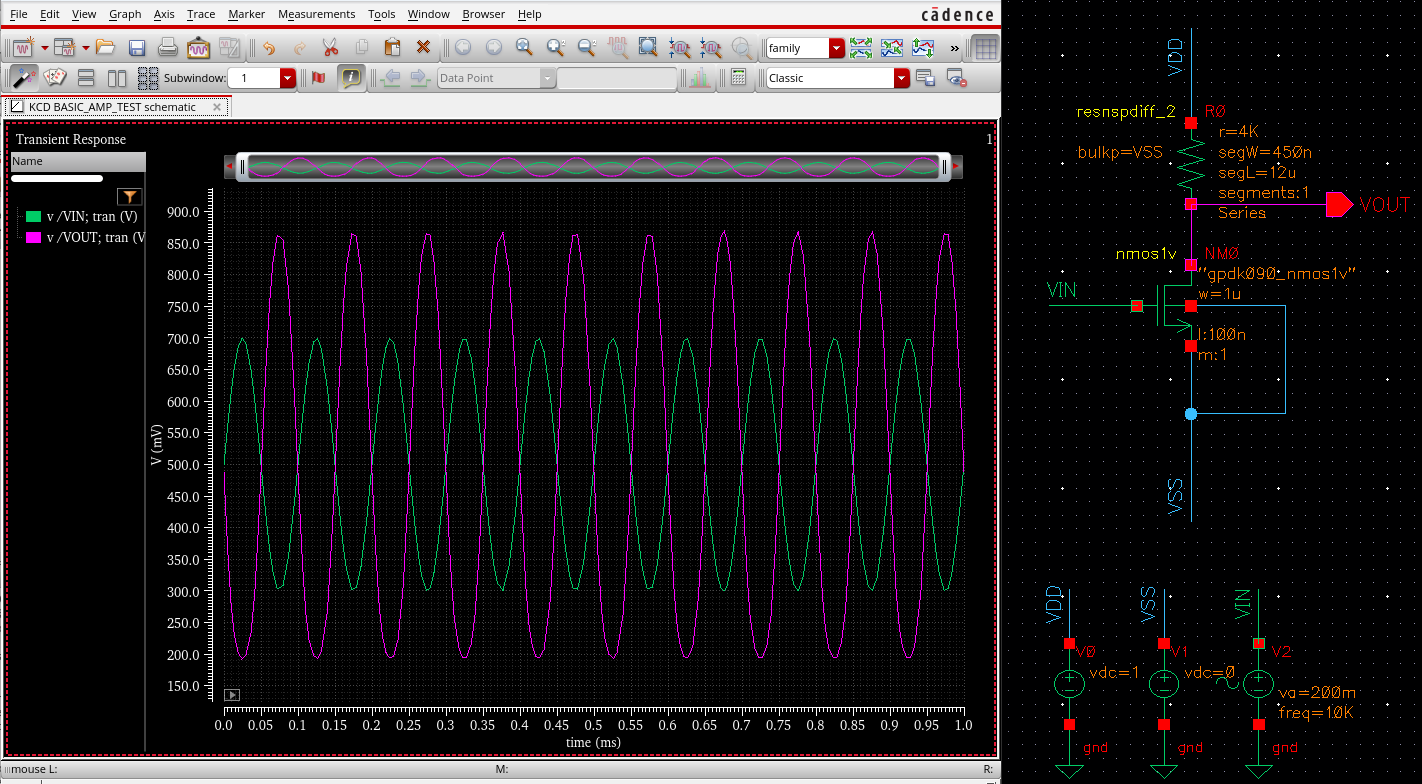 File Edit View Graph Axis Trace Marker Measurements Tools Window Browser Help
cādence
family
»
Subwindow: 1
Data Point
Classic
KCD BASIC_AMP_TEST schematic
Transient Response
1
Name
v /VIN; tran (V)
v /VOUT; tran (V
V (mV)
900.0
850.0
800.0
750.0
700.0
650.0
600.0
550.0
500.0
450.0
400.0
350.0
300.0
250.0
200.0
150.0
0.0 0.05 0.1 0.15 0.2 0.25 0.3 0.35 0.4 0.45 0.5 0.55 0.6 0.65 0.7 0.75 0.8 0.85 0.9 0.95 1.0
time (ms)
mouse L: M: R:
VDD
resnspdiff_2 R0
r=4K
bulkp=VSS segW=450n
segL=12u
segments:1
Series
VOUT
nmos1v NM0
"gpdk090_nmos1v"
VIN
w=1u
l:100n
m:1
VSS
VDD VSS VIN
V0 V1 V2
vdc=1 vdc=0
va=200m
freq=10K
gnd gnd gnd